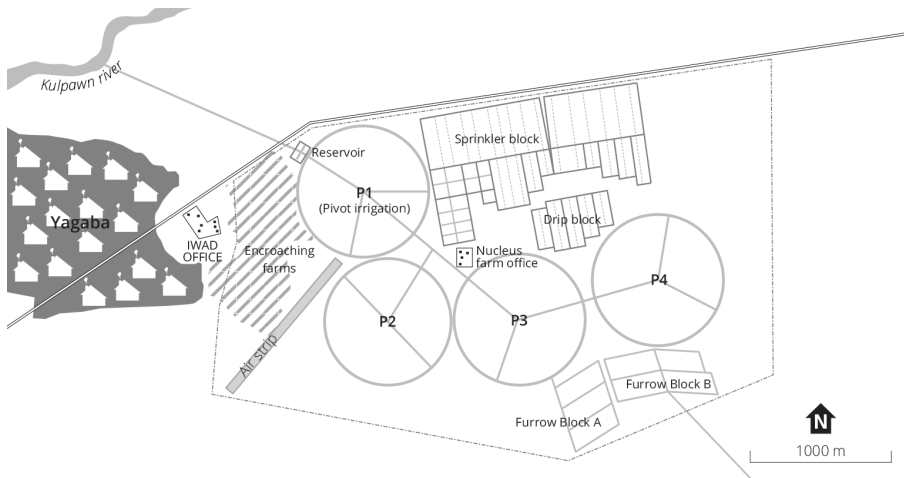 Kulpawn river
Sprinkler block
Reservoir
P1
(Pivot irrigation)
Yagaba
IWAD
OFFICE
Encroaching
farms
Drip block
Nucleus
farm office
P4
P2
P3
Air strip
Furrow Block B
Furrow Block A
N
1000 m